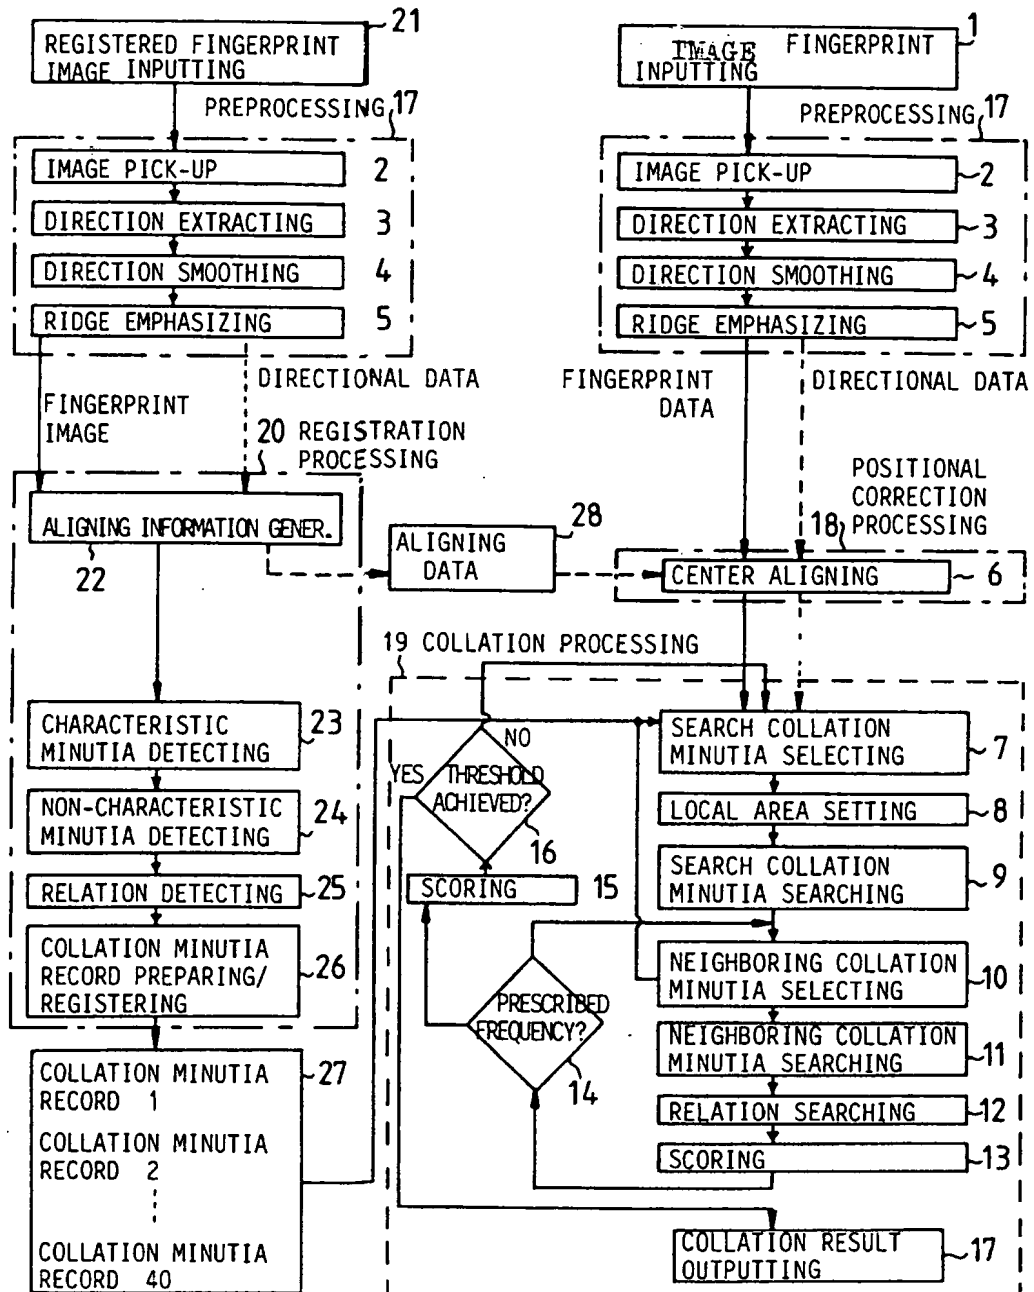 21
REGISTERED FINGERPRINT
IMAGE INPUTTING
PREPROCESSING 17
IMAGE PICK-UP 2
DIRECTION EXTRACTING 3
DIRECTION SMOOTHING 4
RIDGE EMPHASIZING 5
DIRECTIONAL DATA
FINGERPRINT
IMAGE
20 REGISTRATION
PROCESSING
ALIGNING INFORMATION GENER.
22
28
ALIGNING
DATA
CHARACTERISTIC
MINUTIA DETECTING
23
NON-CHARACTERISTIC
MINUTIA DETECTING
24
RELATION DETECTING
25
COLLATION MINUTIA
RECORD PREPARING/
REGISTERING
26
COLLATION MINUTIA
RECORD 1
COLLATION MINUTIA
RECORD 2
COLLATION MINUTIA
RECORD 40
27
1
IMAGE FINGERPRINT
INPUTTING
PREPROCESSING 17
IMAGE PICK-UP 2
DIRECTION EXTRACTING 3
DIRECTION SMOOTHING 4
RIDGE EMPHASIZING 5
FINGERPRINT
DATA
DIRECTIONAL DATA
POSITIONAL
CORRECTION
PROCESSING
18
CENTER ALIGNING 6
19 COLLATION PROCESSING
SEARCH COLLATION
MINUTIA SELECTING
7
LOCAL AREA SETTING 8
SEARCH COLLATION
MINUTIA SEARCHING
9
NEIGHBORING COLLATION
MINUTIA SELECTING
10
NEIGHBORING COLLATION
MINUTIA SEARCHING
11
RELATION SEARCHING 12
SCORING 13
PRESCRIBED
FREQUENCY?
14
SCORING 15
NO
YES
THRESHOLD
ACHIEVED?
16
COLLATION RESULT
OUTPUTTING
17